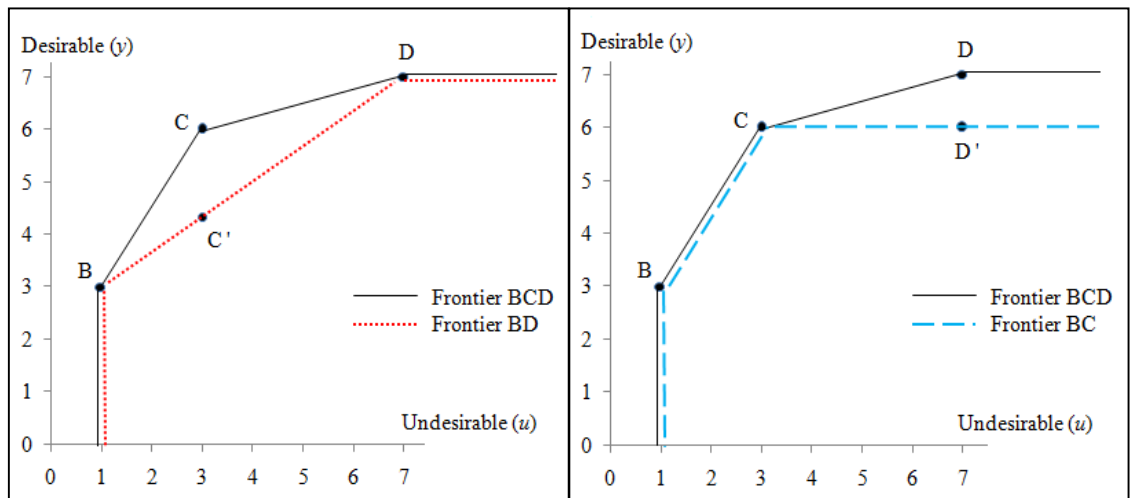 Desirable (y)
D
7
C
6
5
4
C'
B
3
Frontier BCD
2
Frontier BD
1
Undesirable (u)
0
0 1 2 3 4 5 6 7
Desirable (y)
D
7
C
6
D'
5
4
B
3
Frontier BCD
2
Frontier BC
1
Undesirable (u)
0
0 1 2 3 4 5 6 7